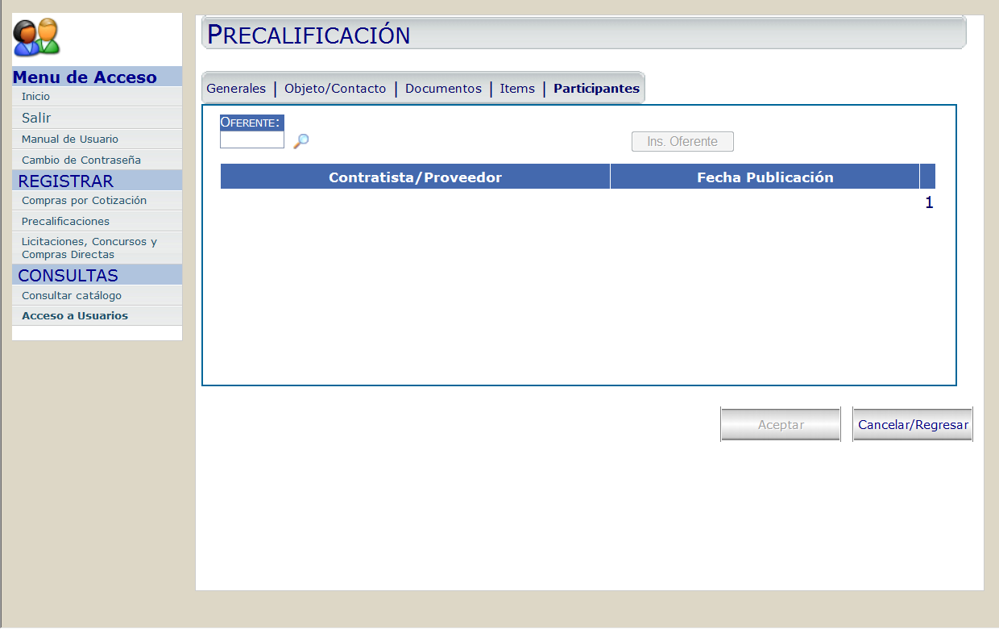 Menu de Acceso
Inicio
Salir
Manual de Usuario
Cambio de Contraseña
REGISTRAR
Compras por Cotización
Precalificaciones
Licitaciones, Concursos y
Compras Directas
CONSULTAS
Consultar catálogo
Acceso a Usuarios
PRECALIFICACIÓN
Generales | Objeto/Contacto | Documentos | Items | Participantes
OFERENTE:
Ins. Oferente
Contratista/Proveedor Fecha Publicación
1
Aceptar Cancelar/Regresar